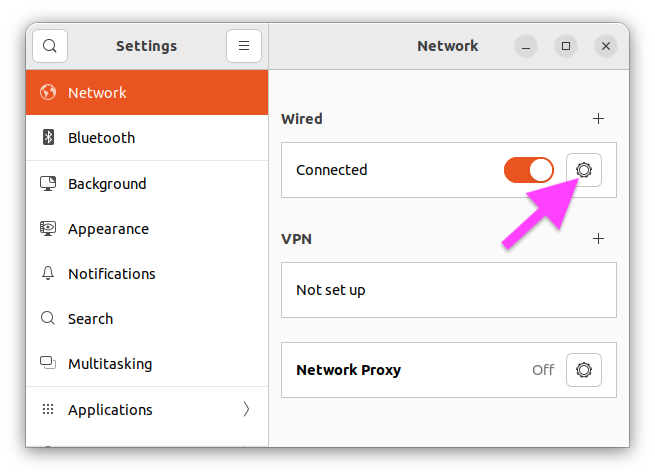 Settings
Network
Network
Bluetooth
Background
Appearance
Notifications
Search
Multitasking
Applications
Wired
Connected
VPN
Not set up
Network Proxy Off